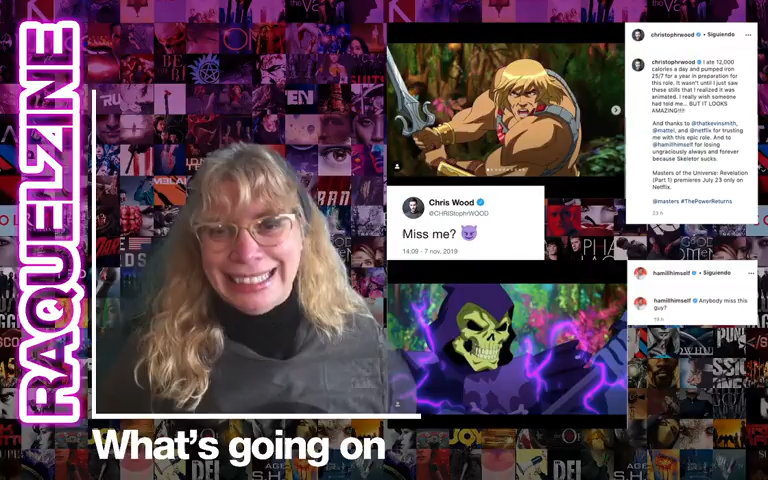 RAQUELZINE
What's going on
christophrwood • Siguiendo
christophrwood I ate 12,000
calories a day and pumped iron
25/7 for a year in preparation for
this role. It wasn't until I just saw
these stills that I realized it was
animated. I really wish someone
had told me... BUT IT LOOKS
AMAZING!!!!!
And thanks to @thatkevinsmith,
@mattel, and @netflix for trusting
me with this epic role. And to
@hamillhimself for losing
ungraciously always and forever
because Skeletor sucks.
Masters of the Universe: Revelation
(Part 1) premieres July 23 only on
Netflix.
@masters #ThePowerReturns
23 h
Chris Wood
@CHRIStophrWOOD
Miss me? 😈
14:09 - 7 nov. 2019
hamillhimself • Siguiendo
hamillhimself Anybody miss this
guy?
19 h
JOY